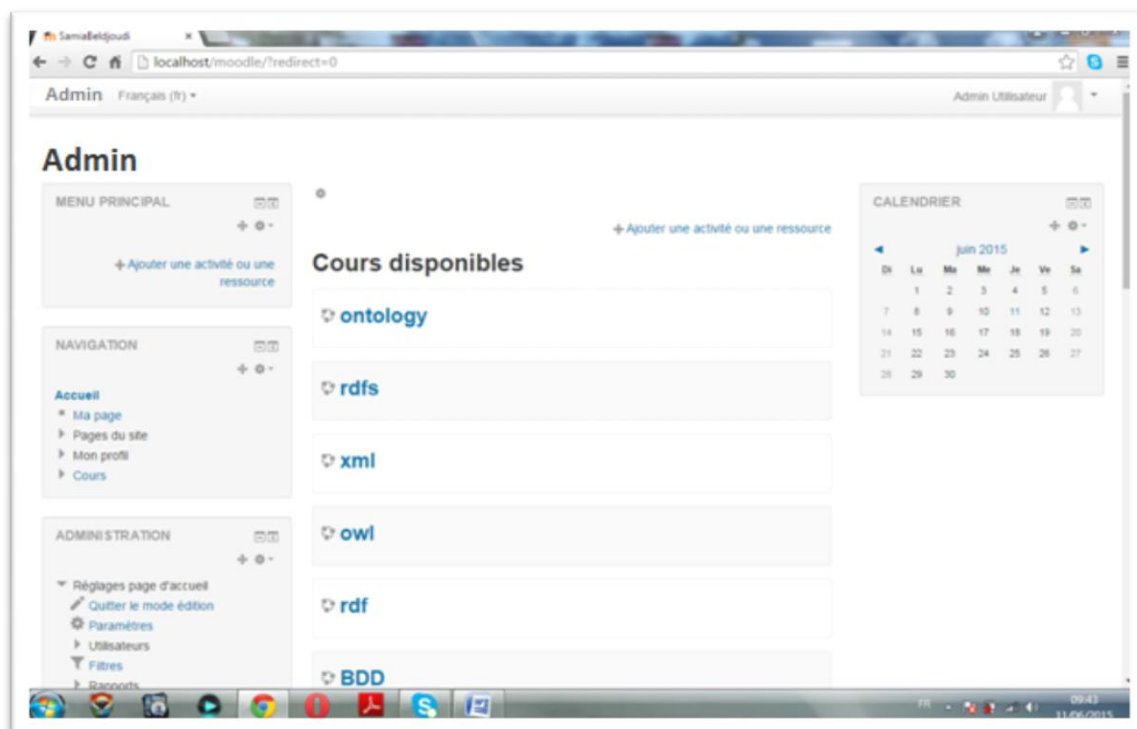 SamiaBeldjoudi
localhost/moodle/?redirect=0
Admin Français (fr)
Admin Utilisateur
Admin
MENU PRINCIPAL
Ajouter une activité ou une
ressource
NAVIGATION
Accueil
Ma page
Pages du site
Mon profil
Cours
ADMINISTRATION
Réglages page d'accueil
Quitter le mode édition
Paramètres
Utilisateurs
Filtres
Rapports
Ajouter une activité ou une ressource
Cours disponibles
ontology
rdfs
xml
owl
rdf
BDD
CALENDRIER
juin 2015
Di Lu Ma Me Je Ve Sa
1 2 3 4 5 6
7 8 9 10 11 12 13
14 15 16 17 18 19 20
21 22 23 24 25 26 27
28 29 30
FR
09:43
11/06/2015